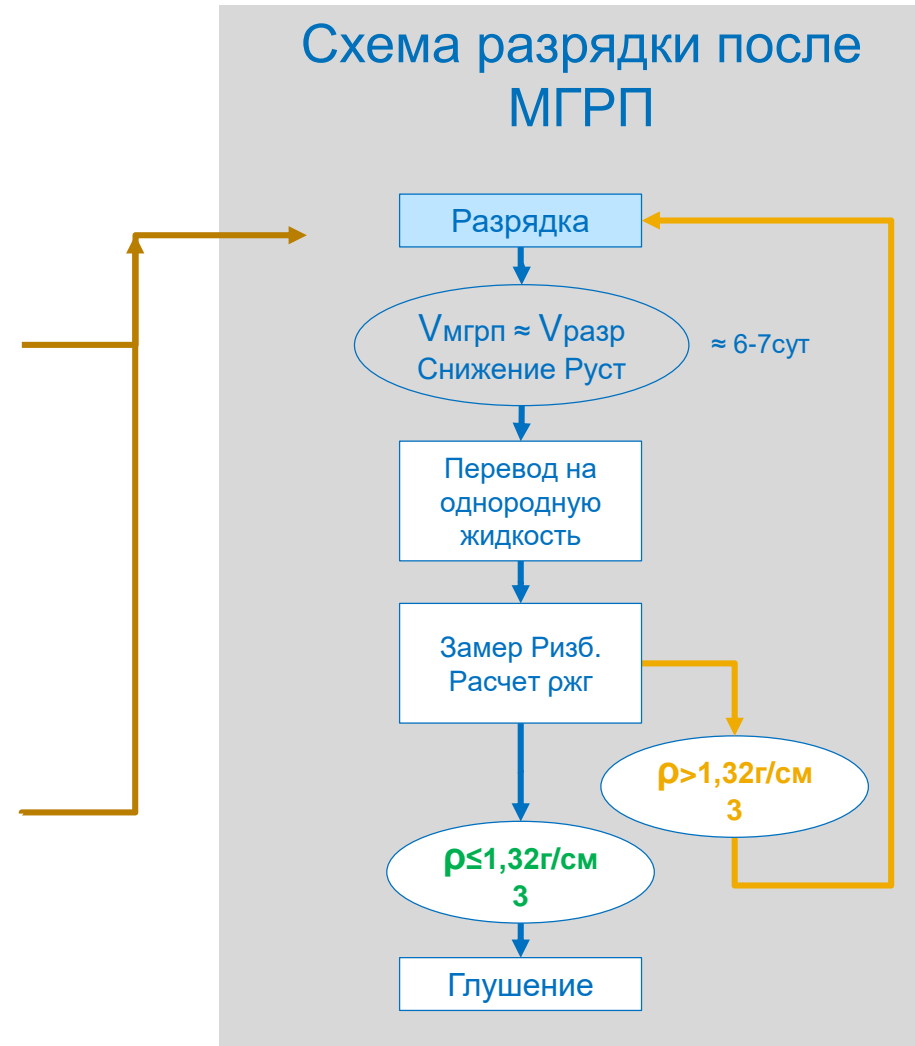 Схема разрядки после
МГРП
Разрядка
Vмгрп ≈ Vразр
Снижение Руст
≈ 6-7сут
Перевод на
однородную
жидкость
Замер Ризб.
Расчет ρжг
ρ>1,32г/см
3
ρ≤1,32г/см
3
Глушение